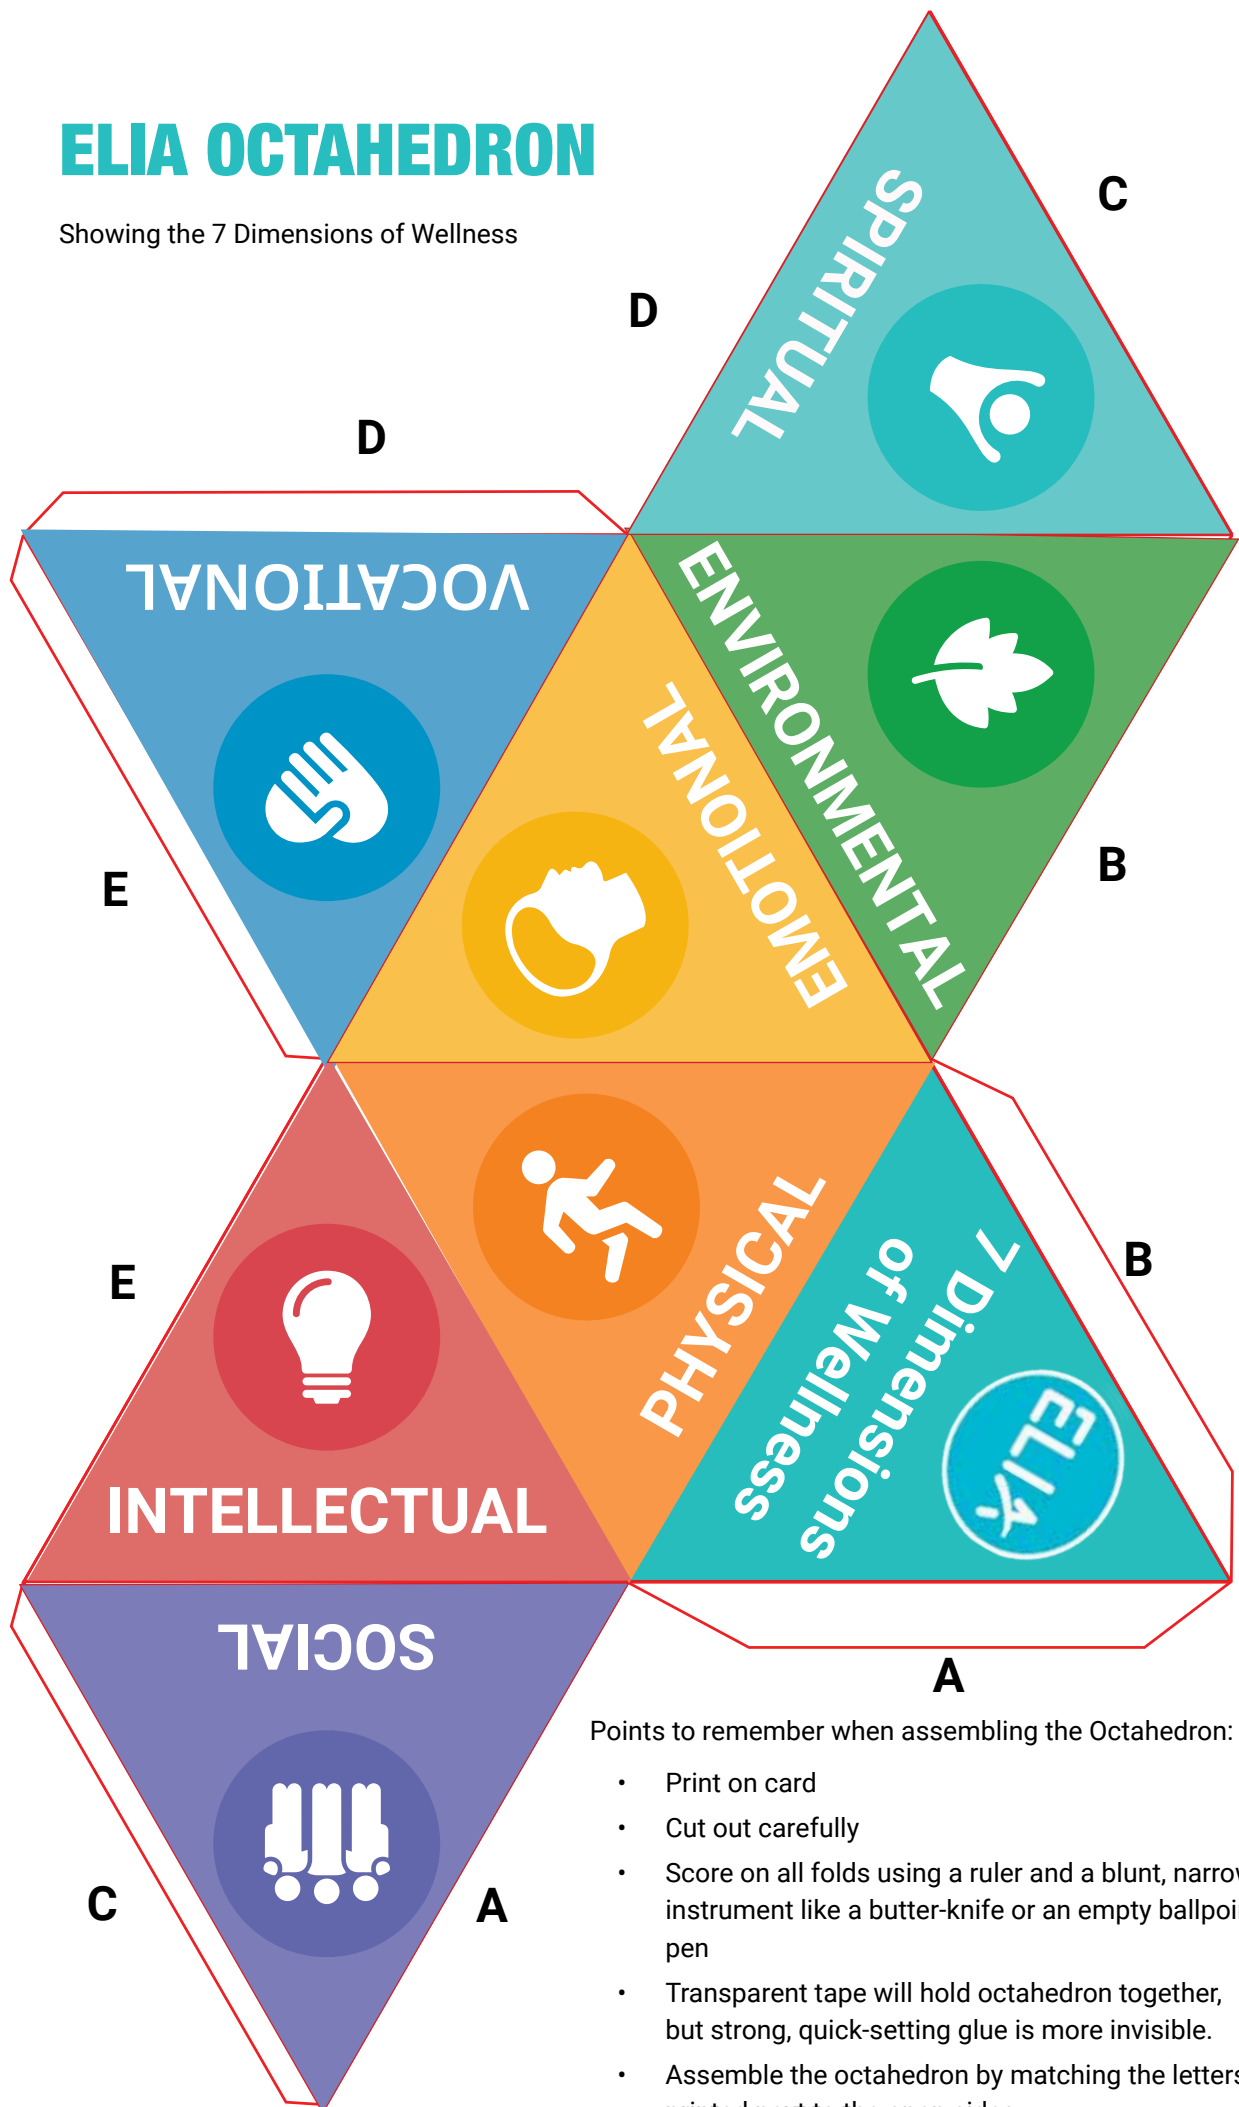 ELIA OCTAHEDRON
Showing the 7 Dimensions of Wellness
C
SPIRITUAL
D
D
VOCATIONAL
ENVIRONMENTAL
EMOTIONAL
E
B
PHYSICAL
7 Dimensions
of Wellness
ELIA
B
E
INTELLECTUAL
SOCIAL
A
C
A
Points to remember when assembling the Octahedron:
• Print on card
• Cut out carefully
• Score on all folds using a ruler and a blunt,
instrument like a butter-knife or an empty
pen
• Transparent tape will hold octahedron together,
but strong, quick-setting glue is more invisible.
• Assemble the octahedron by matching the letters